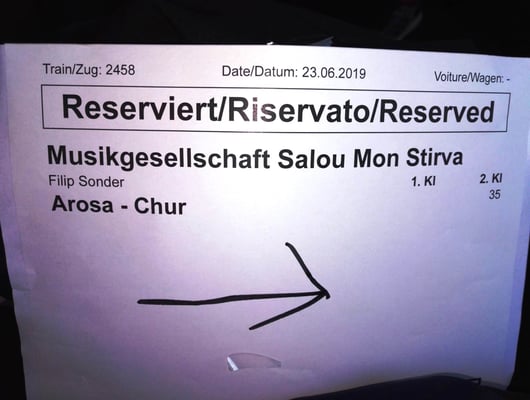 Train/Zug: 2458 Date/Datum: 23.06.2019 Voiture/Wagen: -
Reserviert/Riservato/Reserved
Musikgesellschaft Salou Mon Stirva
Filip Sonder 1. Kl 2. Kl
35
Arosa - Chur